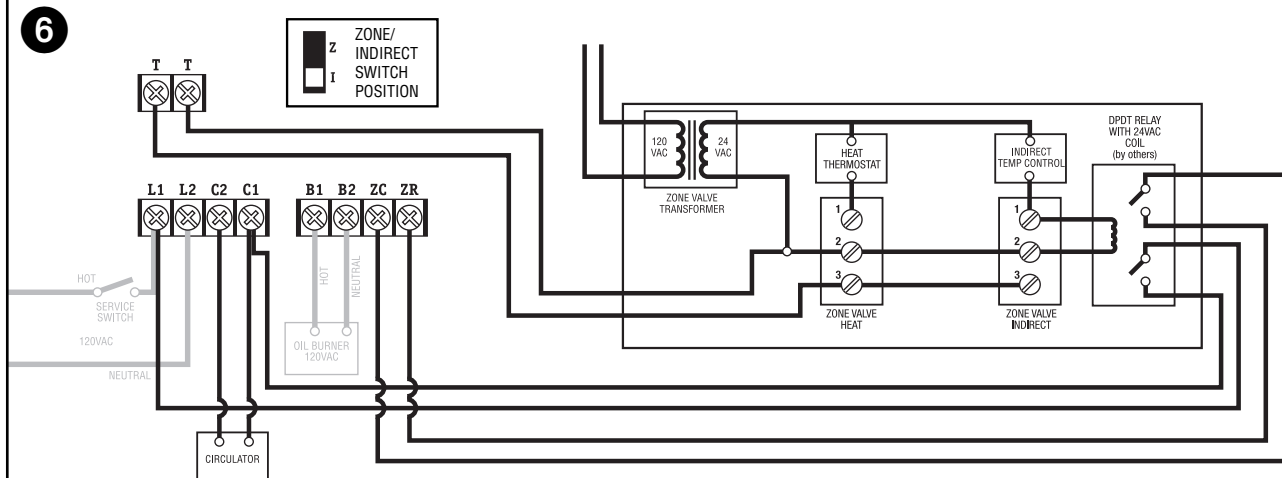 6
ZONE/
INDIRECT
SWITCH
POSITION
Z
I
T T
L1 L2 C2 C1
B1 B2 ZC ZR
HOT
SERVICE
SWITCH
120VAC
NEUTRAL
HOT
NEUTRAL
OIL BURNER
120VAC
CIRCULATOR
120
VAC
24
VAC
ZONE VALVE
TRANSFORMER
HEAT
THERMOSTAT
1
2
3
ZONE VALVE
HEAT
INDIRECT
TEMP CONTROL
1
2
3
ZONE VALVE
INDIRECT
DPDT RELAY
WITH 24VAC
COIL
(by others)